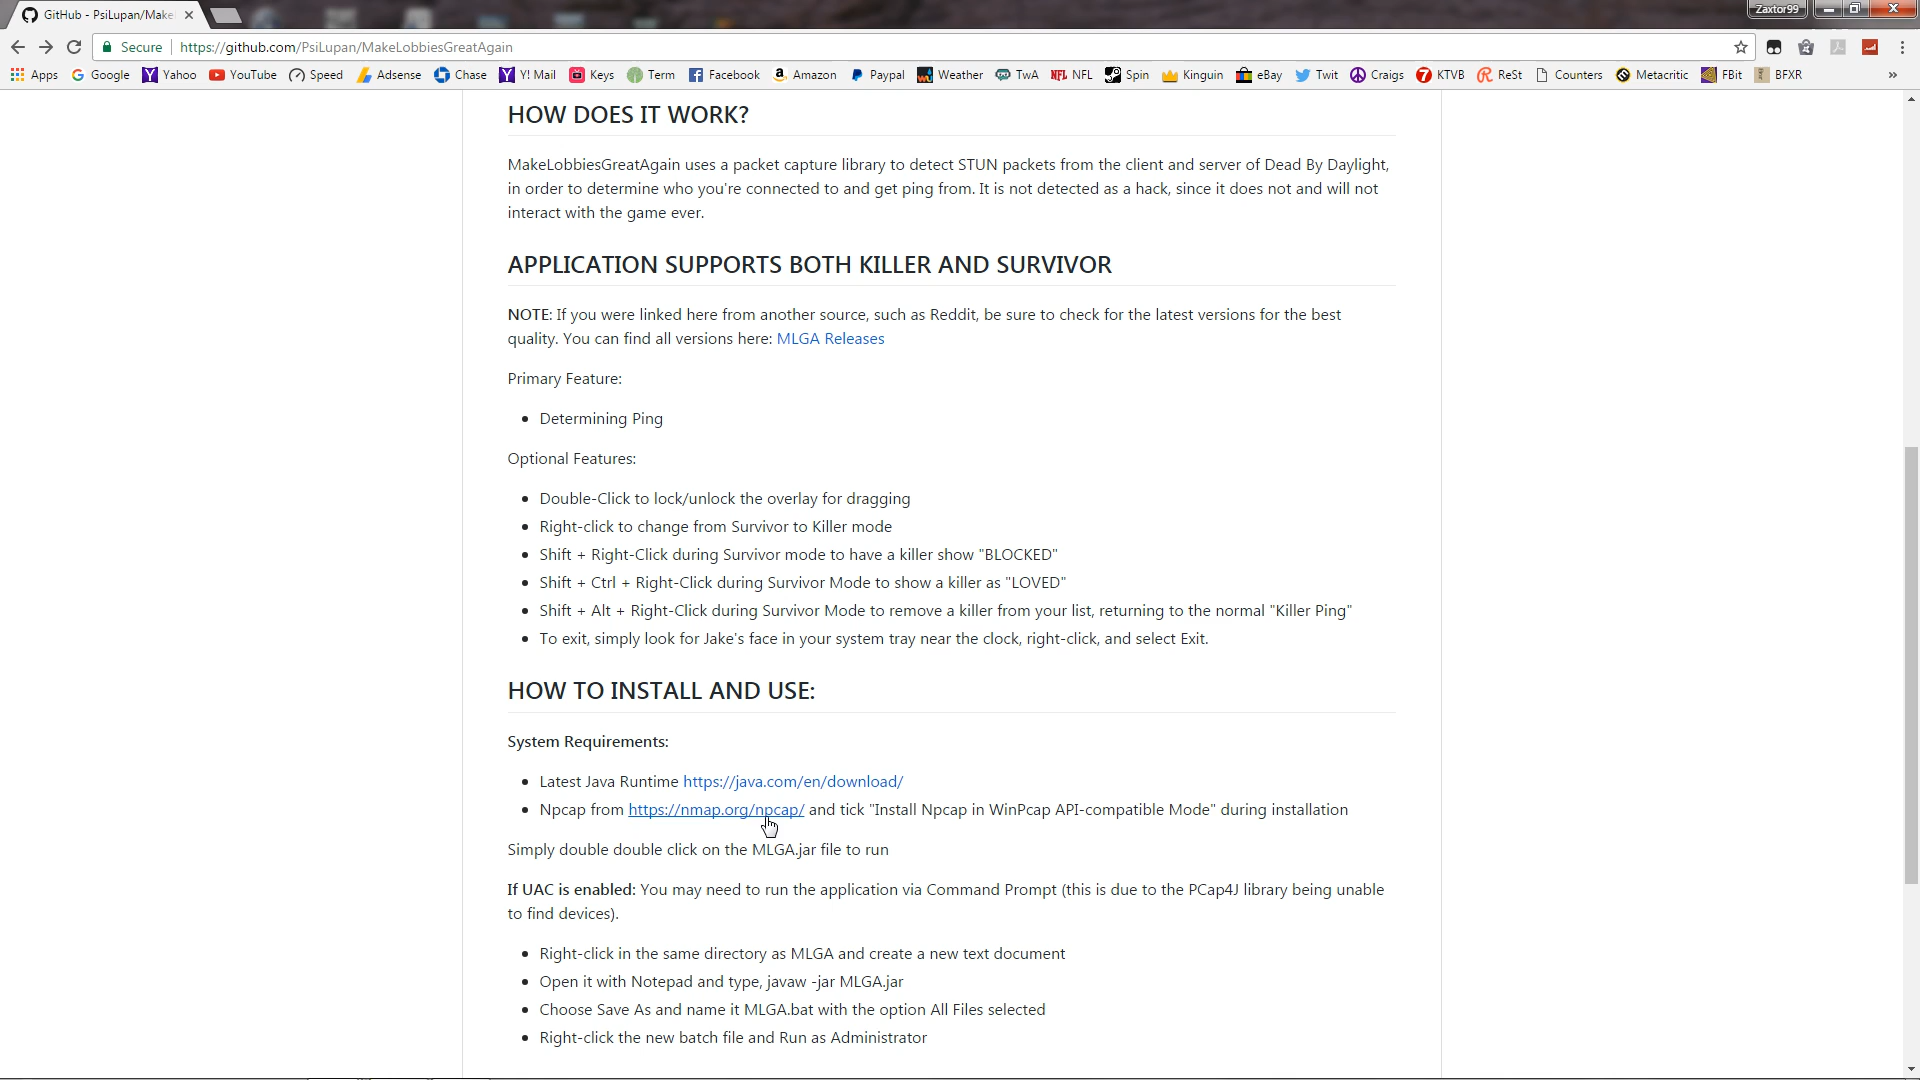 GitHub - PsiLupan/Make
Zaxtor99
Secure https://github.com/PsiLupan/MakeLobbiesGreatAgain
Apps Google Yahoo YouTube Speed Adsense Chase Y! Mail Keys Term Facebook Amazon Paypal Weather TwA NFL Spin Kinguin eBay Twit Craigs KTVB ReSt Counters Metacritic FBit BFXR »
HOW DOES IT WORK?
MakeLobbiesGreatAgain uses a packet capture library to detect STUN packets from the client and server of Dead By Daylight,
in order to determine who you're connected to and get ping from. It is not detected as a hack, since it does not and will not
interact with the game ever.
APPLICATION SUPPORTS BOTH KILLER AND SURVIVOR
NOTE: If you were linked here from another source, such as Reddit, be sure to check for the latest versions for the best
quality. You can find all versions here: MLGA Releases
Primary Feature:
• Determining Ping
Optional Features:
• Double-Click to lock/unlock the overlay for dragging
• Right-click to change from Survivor to Killer mode
• Shift + Right-Click during Survivor mode to have a killer show "BLOCKED"
• Shift + Ctrl + Right-Click during Survivor Mode to show a killer as "LOVED"
• Shift + Alt + Right-Click during Survivor Mode to remove a killer from your list, returning to the normal "Killer Ping"
• To exit, simply look for Jake's face in your system tray near the clock, right-click, and select Exit.
HOW TO INSTALL AND USE:
System Requirements:
• Latest Java Runtime https://java.com/en/download/
• Npcap from https://nmap.org/npcap/ and tick "Install Npcap in WinPcap API-compatible Mode" during installation
Simply double double click on the MLGA.jar file to run
If UAC is enabled: You may need to run the application via Command Prompt (this is due to the PCap4J library being unable
to find devices).
• Right-click in the same directory as MLGA and create a new text document
• Open it with Notepad and type, javaw -jar MLGA.jar
• Choose Save As and name it MLGA.bat with the option All Files selected
• Right-click the new batch file and Run as Administrator